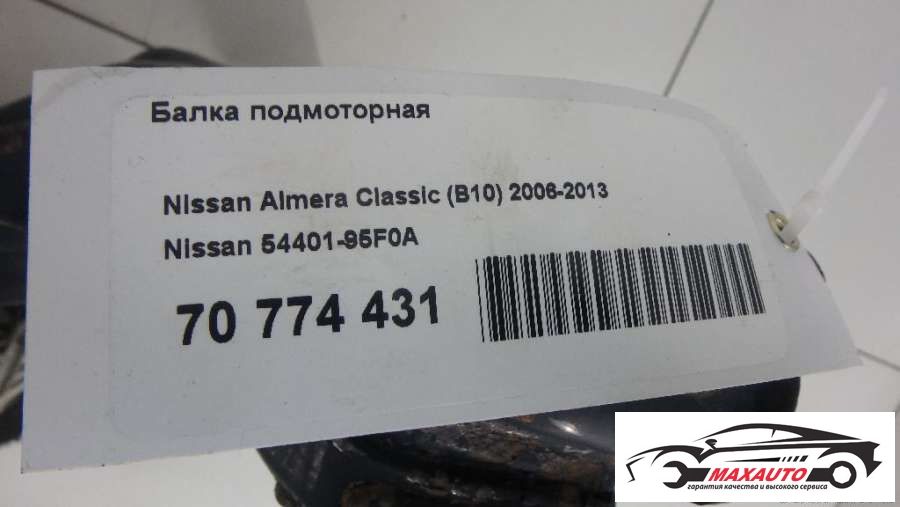 Балка подмоторная
Nissan Almera Classic (B10) 2006-2013
Nissan 54401-95F0A
70 774 431
MAXAUTO
гарантия качества и высокого сервиса